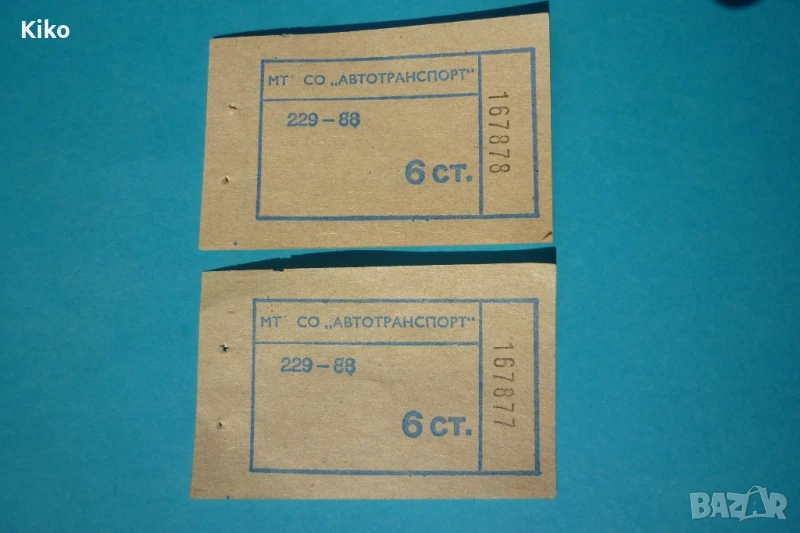 Kiko
МТ СО „АВТОТРАНСПОРТ"
229-88
6 ст.
167878
МТ СО „АВТОТРАНСПОРТ"
229-88
6 ст.
167877
BAZAR